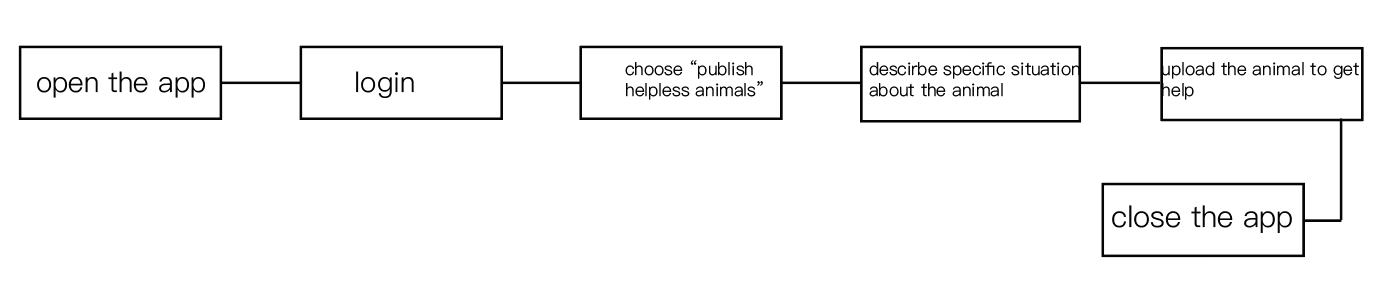 open the app
login
choose “publish
helpless animals”
descirbe specific situation
about the animal
upload the animal to get
help
close the app